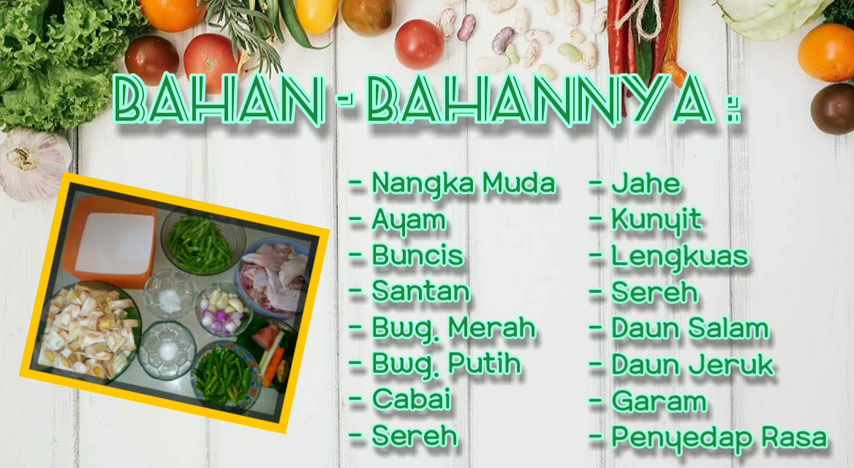 BAHAN - BAHANNYA :
- Nangka Muda
- Ayam
- Buncis
- Santan
- Bwg. Merah
- Bwg. Putih
- Cabai
- Sereh
- Jahe
- Kunyit
- Lengkuas
- Sereh
- Daun Salam
- Daun Jeruk
- Garam
- Penyedap Rasa